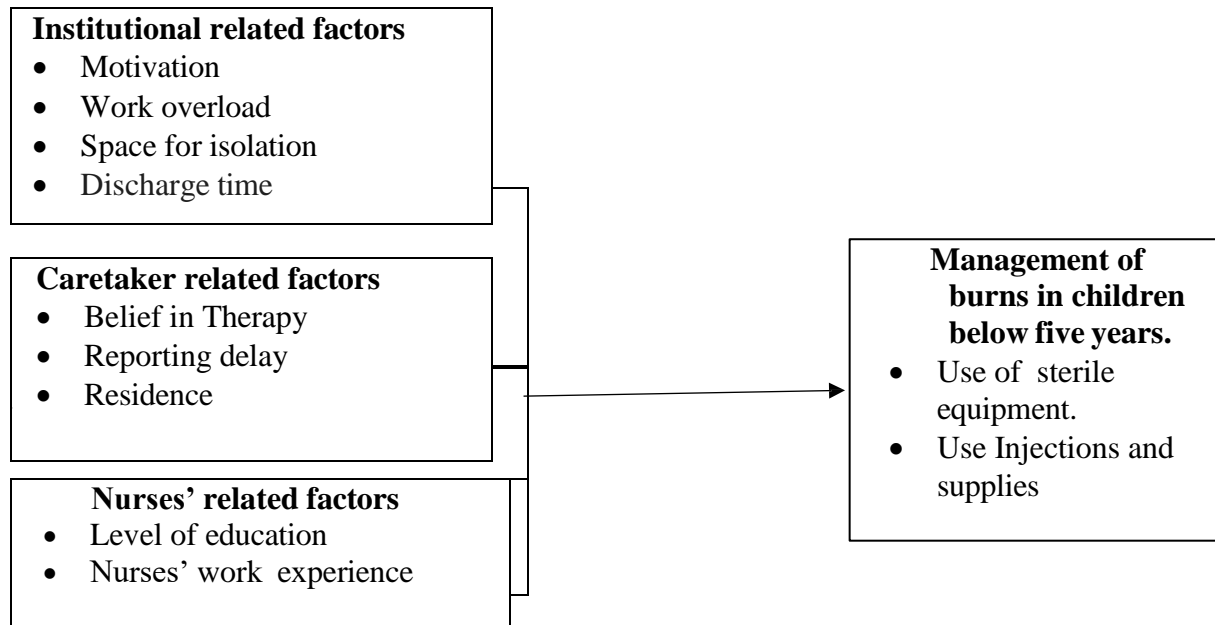 Institutional related factors
• Motivation
• Work overload
• Space for isolation
• Discharge time
Caretaker related factors
• Belief in Therapy
• Reporting delay
• Residence
Nurses’ related factors
• Level of education
• Nurses’ work experience
Management of
burns in children
below five years.
• Use of sterile
equipment.
• Use Injections and
supplies